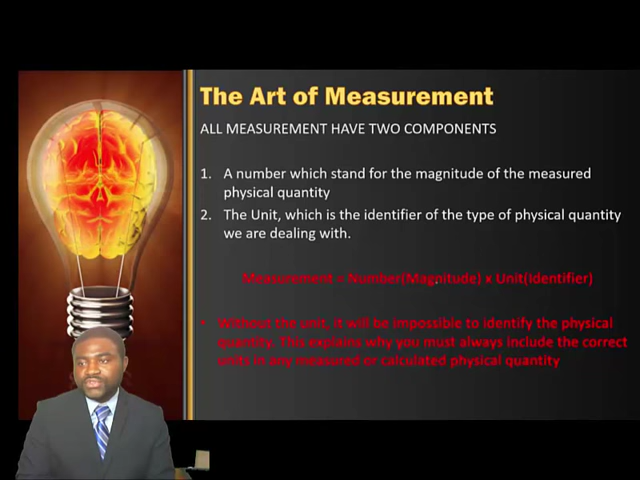 The Art of Measurement
ALL MEASUREMENT HAVE TWO COMPONENTS
1. A number which stand for the magnitude of the measured
physical quantity
2. The Unit, which is the identifier of the type of physical quantity
we are dealing with.
Measurement = Number(Magnitude) x Unit(Identifier)
• Without the unit, it will be impossible to identify the physical
quantity. This explains why you must always include the correct
units in any measured or calculated physical quantity